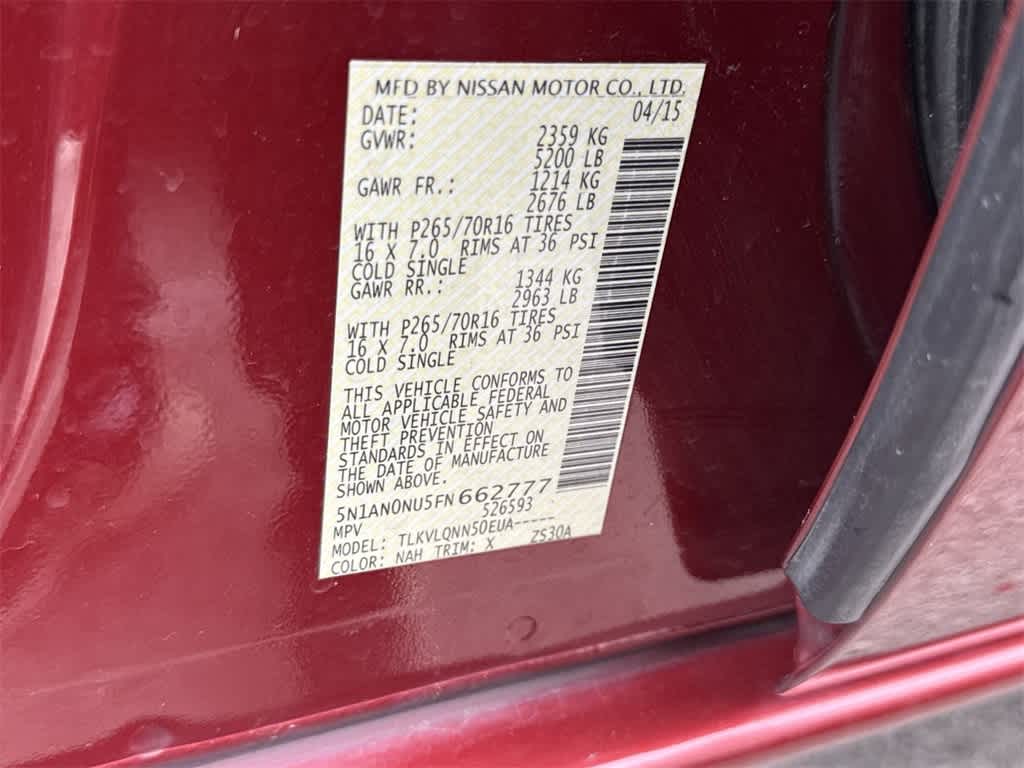 MFD BY NISSAN MOTOR CO., LTD.
DATE: 04/15
GVWR: 2359 KG
5200 LB
GAWR FR.: 1214 KG
2676 LB
WITH P265/70R16 TIRES
16 X 7.0 RIMS AT 36 PSI
COLD SINGLE
GAWR RR.: 1344 KG
2963 LB
WITH P265/70R16 TIRES
16 X 7.0 RIMS AT 36 PSI
COLD SINGLE
THIS VEHICLE CONFORMS TO
ALL APPLICABLE FEDERAL
MOTOR VEHICLE SAFETY AND
THEFT PREVENTION
STANDARDS IN EFFECT ON
THE DATE OF MANUFACTURE
SHOWN ABOVE.
5N1AN0NU5FN662777
MPV 526593
MODEL: TLKVLQNN50EUA-----
COLOR: NAH TRIM: X ZS30A